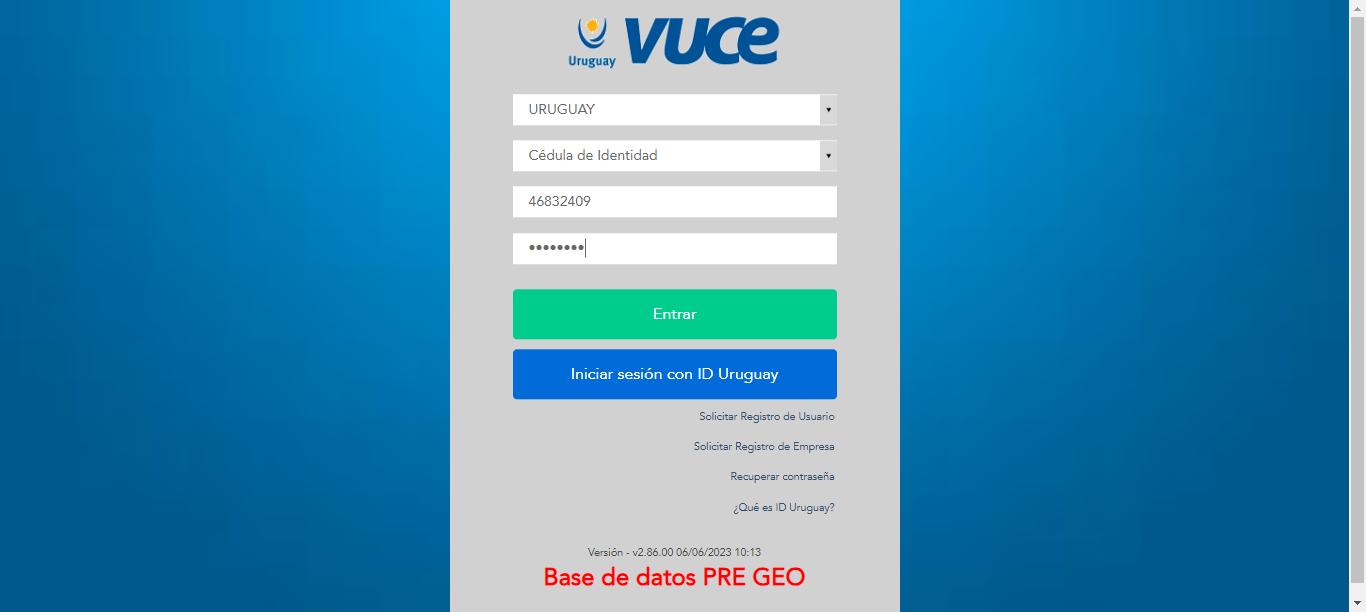 Uruguay
VUCE
URUGUAY
Cédula de Identidad
46832409
••••••••
Entrar
Iniciar sesión con ID Uruguay
Solicitar Registro de Usuario
Solicitar Registro de Empresa
Recuperar contraseña
¿Qué es ID Uruguay?
Versión - v2.86.00 06/06/2023 10:13
Base de datos PRE GEO